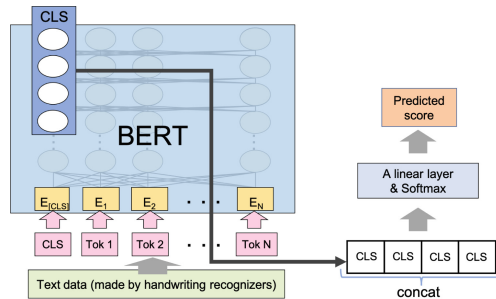 CLS
BERT
E[CLS] E1 E2 . . . EN
CLS Tok 1 Tok 2 . . . . Tok N
Text data (made by handwriting recognizers)
Predicted
score
A linear layer
& Softmax
CLS CLS CLS CLS
concat